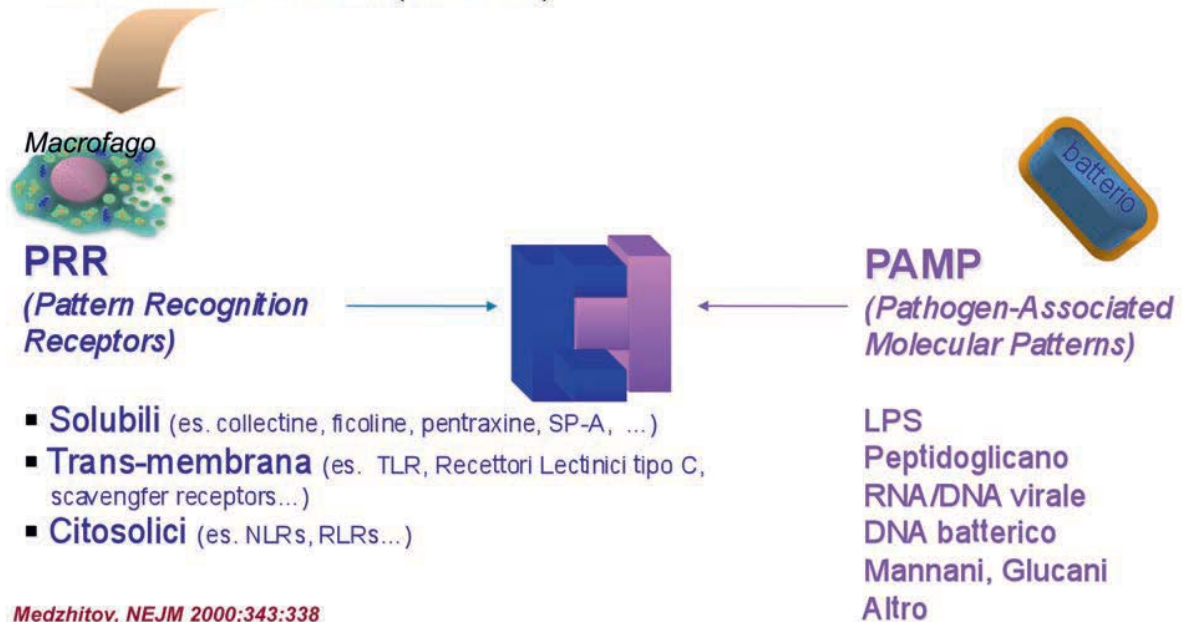 Macrofago
batterio
PRR
(Pattern Recognition
Receptors)
PAMP
(Pathogen-Associated
Molecular Patterns)
▪ Solubili (es. collectine, ficoline, pentraxine, SP-A, ...)
▪ Trans-membrana (es. TLR, Recettori Lectinici tipo C,
scavengfer receptors...)
▪ Citosolici (es. NLRs, RLRs...)
LPS
Peptidoglicano
RNA/DNA virale
DNA batterico
Mannani, Glucani
Altro
Medzhitov, NEJM 2000;343:338